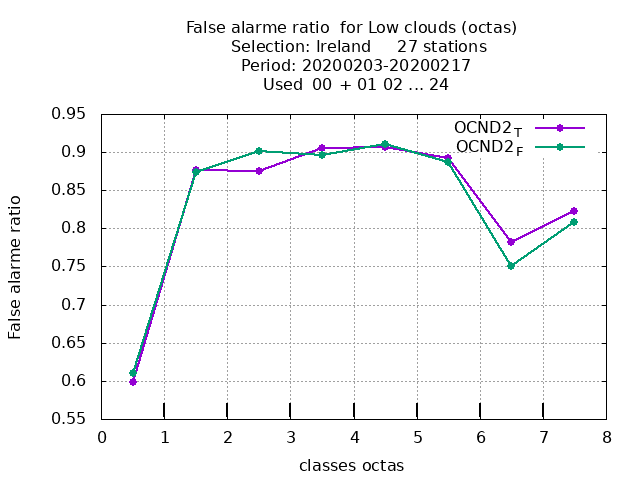 False alarme ratio  for Low clouds (octas)
Selection: Ireland     27 stations
Period: 20200203-20200217
Used  00 + 01 02 ... 24
0.95
0.9
0.85
0.8
0.75
0.7
0.65
0.6
0.55
False alarme ratio
OCND2T
OCND2F
0 1 2 3 4 5 6 7 8
classes octas